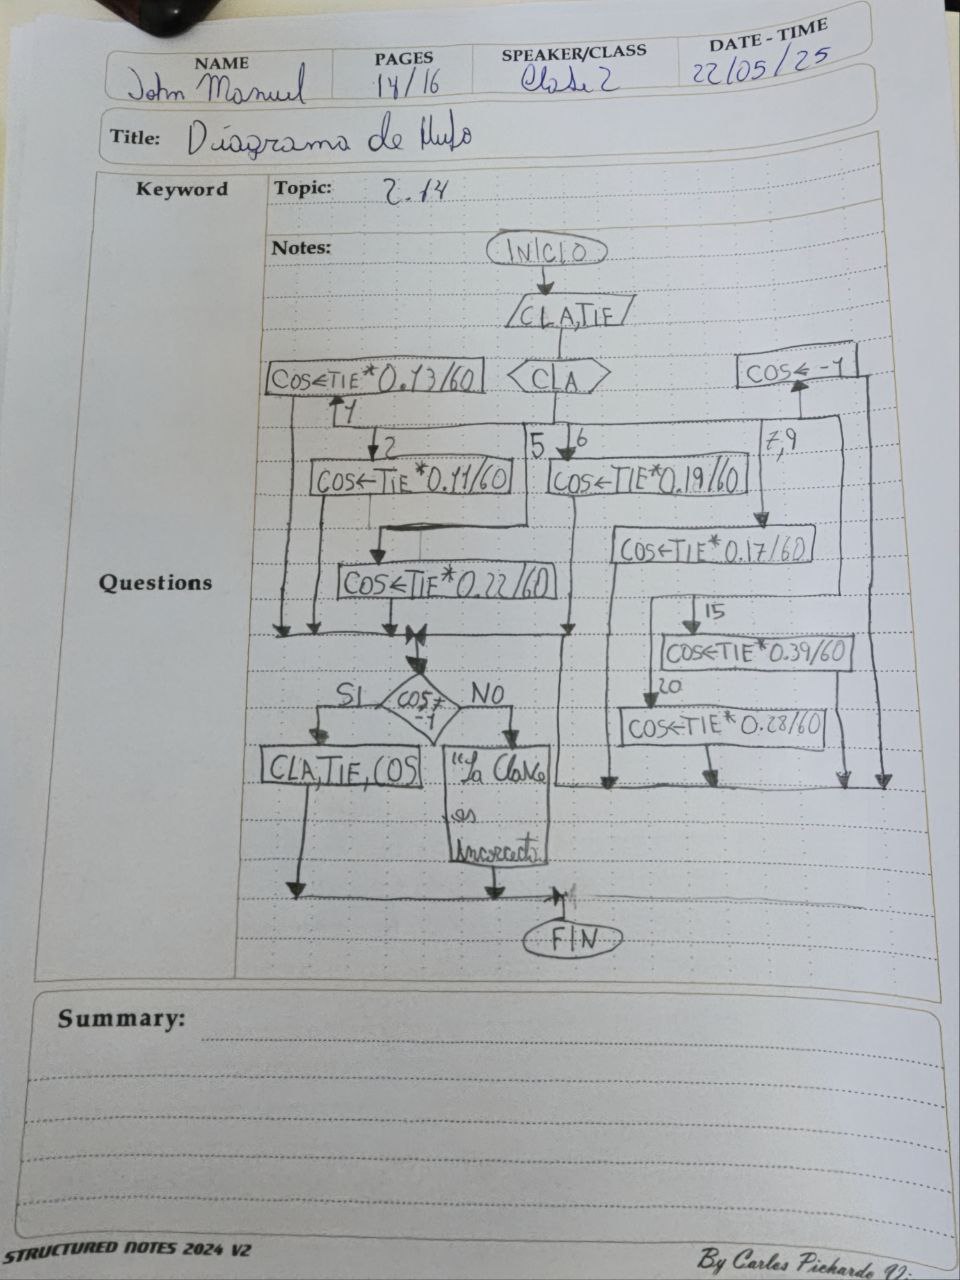 NAME
PAGES
SPEAKER/CLASS
DATE - TIME
John Manuel
14/16
Clase 2
22/05/25
Title: Diagrama de flujo
Keyword
Topic: 2.14
Notes:
INICIO
CLA,TIE
COS←TIE*0.13/60
CLA
COS← -1
1
2
5
6
7,9
COS←TIE*0.11/60
COS←TIE*0.19/60
COS←TIE*0.17/60
Questions
COS←TIE*0.22/60
15
COS←TIE*0.39/60
SI
COS≠
-1
NO
20
COS←TIE*0.28/60
CLA,TIE,COS
"La Clave
es
incorrecta
FIN
Summary:
STRUCTURED NOTES 2024 V2
By Carlos Pichardo